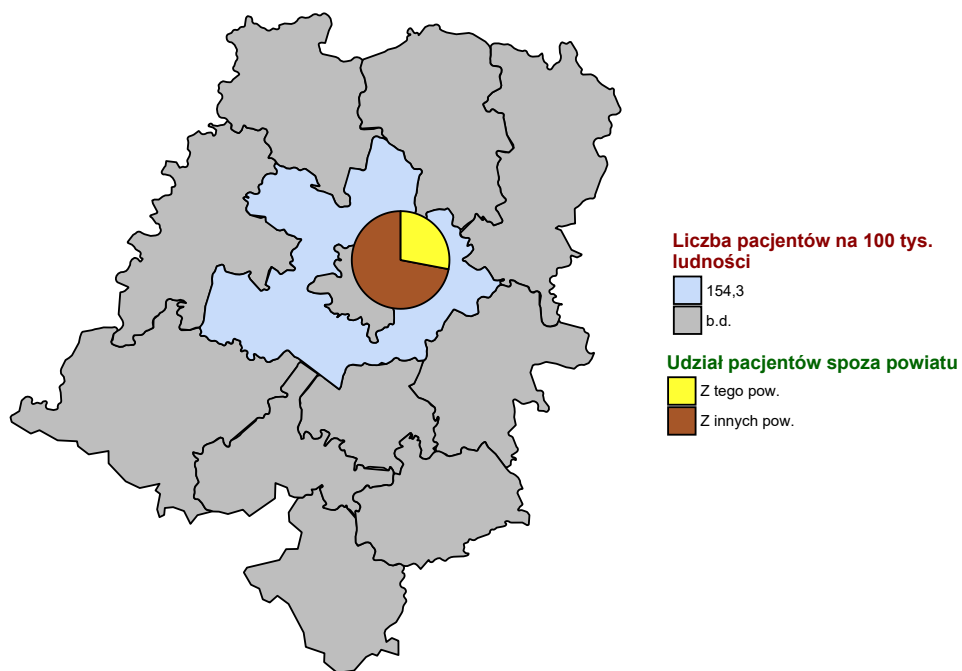 Liczba pacjentów na 100 tys.
ludności
154,3
b.d.
Udział pacjentów spoza powiatu
Z tego pow.
Z innych pow.